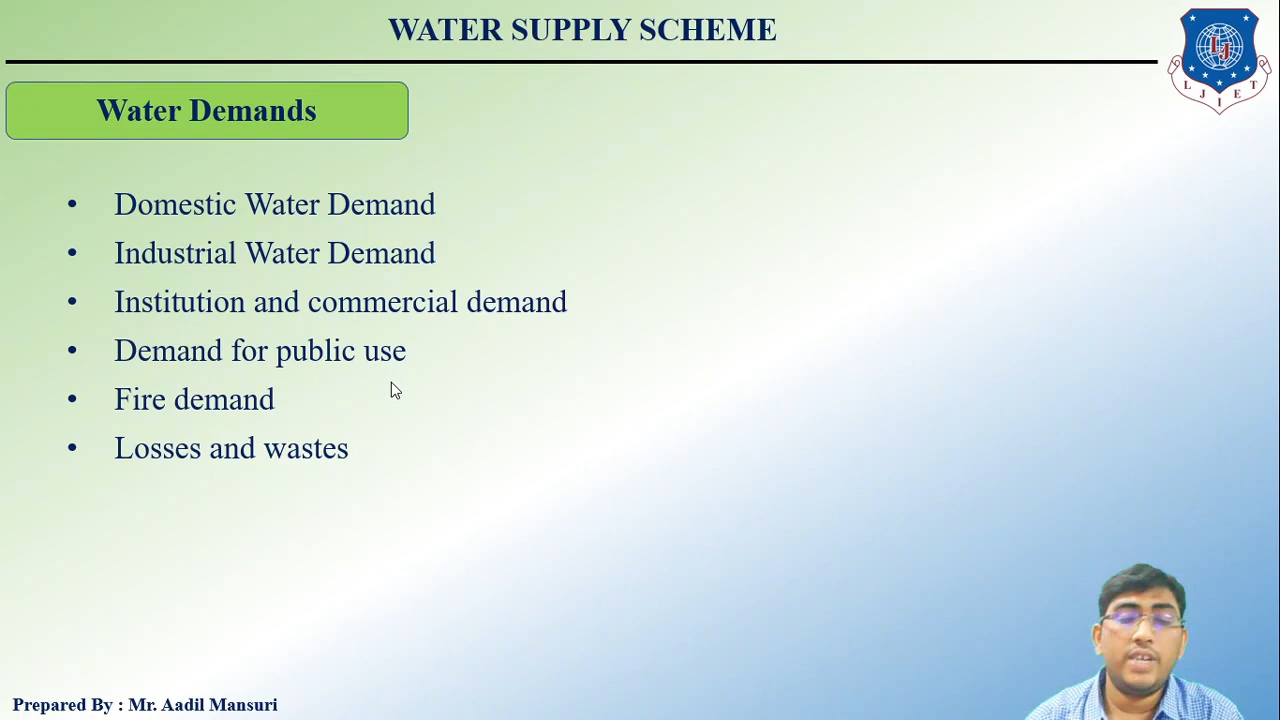 WATER SUPPLY SCHEME
LJ
L J I E T
Water Demands
• Domestic Water Demand
• Industrial Water Demand
• Institution and commercial demand
• Demand for public use
• Fire demand
• Losses and wastes
Prepared By : Mr. Aadil Mansuri